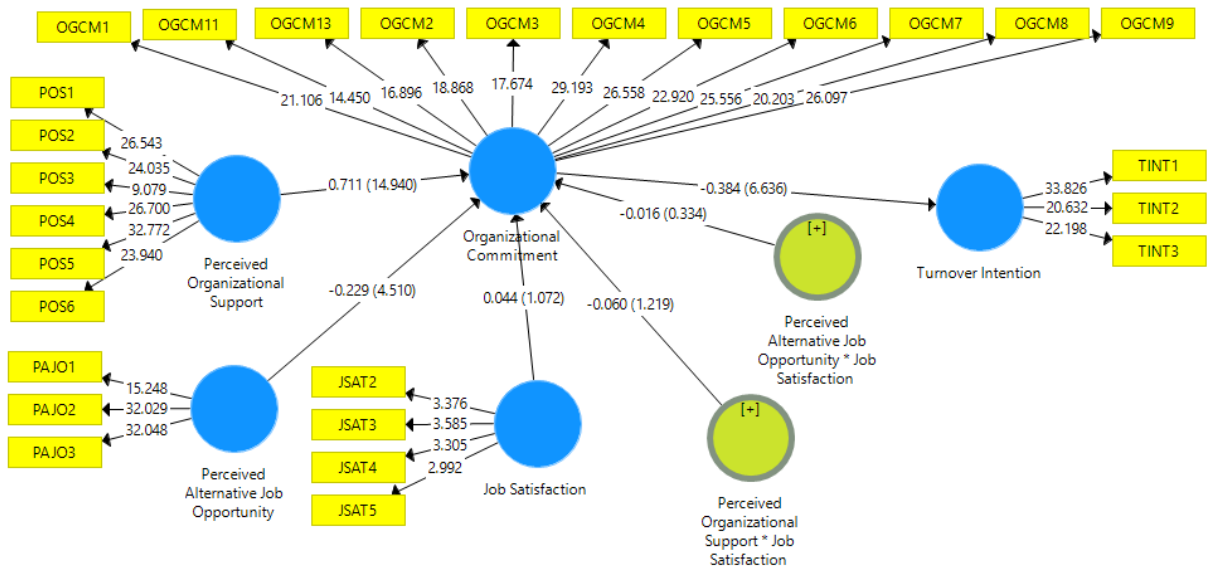 OGCM1
OGCM11
OGCM13
OGCM2
OGCM3
OGCM4
OGCM5
OGCM6
OGCM7
OGCM8
OGCM9
21.106
14.450
16.896
18.868
17.674
29.193
26.558
22.920
25.556
20.203
26.097
POS1
POS2
POS3
POS4
POS5
POS6
26.543
24.035
9.079
26.700
32.772
23.940
Perceived
Organizational
Support
0.711 (14.940)
Organizational
Commitment
-0.384 (6.636)
-0.016 (0.334)
[+]
Perceived
Alternative Job
Opportunity * Job
Satisfaction
Turnover Intention
33.826
20.632
22.198
TINT1
TINT2
TINT3
-0.229 (4.510)
0.044 (1.072)
-0.060 (1.219)
PAJO1
PAJO2
PAJO3
15.248
32.029
32.048
Perceived
Alternative Job
Opportunity
JSAT2
JSAT3
JSAT4
JSAT5
3.376
3.585
3.305
2.992
Job Satisfaction
[+]
Perceived
Organizational
Support * Job
Satisfaction